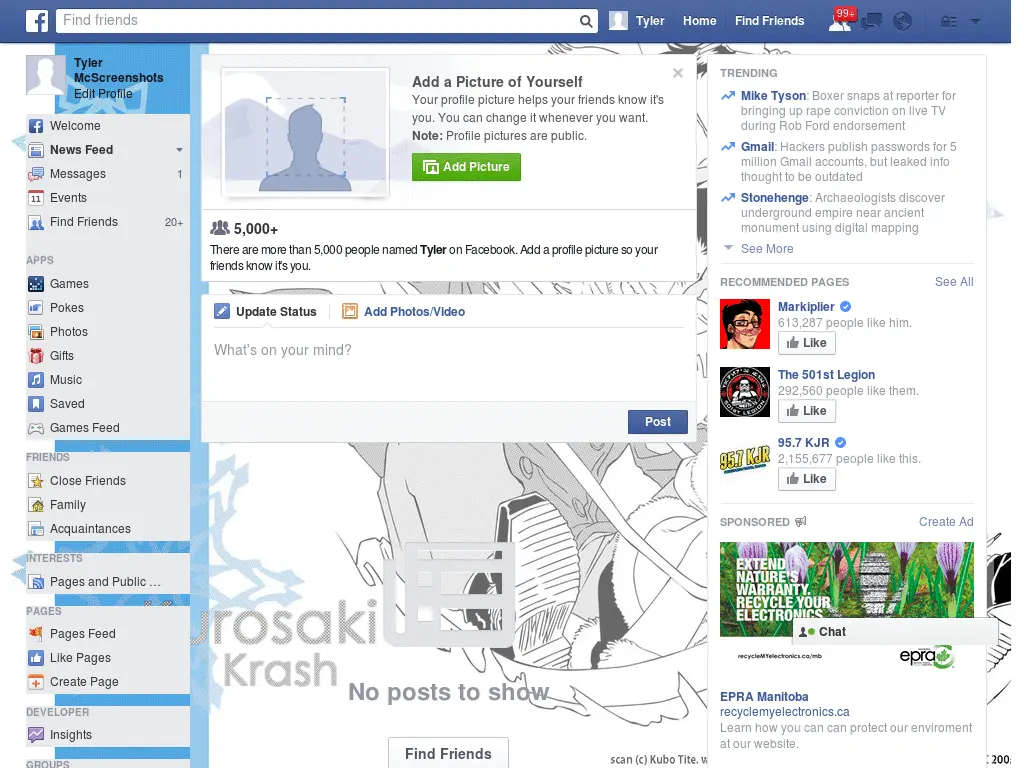 Find friends
Tyler
Home
Find Friends
99+
Tyler
McScreenshots
Edit Profile
Welcome
News Feed
Messages
1
Events
Find Friends
20+
APPS
Games
Pokes
Photos
Gifts
Music
Saved
Games Feed
FRIENDS
Close Friends
Family
Acquaintances
INTERESTS
Pages and Public ...
PAGES
Pages Feed
Like Pages
Create Page
DEVELOPER
Insights
GROUPS
Add a Picture of Yourself
Your profile picture helps your friends know it's
you. You can change it whenever you want.
Note: Profile pictures are public.
Add Picture
5,000+
There are more than 5,000 people named Tyler on Facebook. Add a profile picture so your
friends know it's you.
Update Status
Add Photos/Video
What's on your mind?
Post
urosaki
Krash
No posts to show
Find Friends
scan (c) Kubo Tite.
TRENDING
Mike Tyson: Boxer snaps at reporter for
bringing up rape conviction on live TV
during Rob Ford endorsement
Gmail: Hackers publish passwords for 5
million Gmail accounts, but leaked info
thought to be outdated
Stonehenge: Archaeologists discover
underground empire near ancient
monument using digital mapping
See More
RECOMMENDED PAGES
See All
Markiplier
613,287 people like him.
Like
The 501st Legion
292,560 people like them.
Like
95.7 KJR
95.7 KJR
2,155,677 people like this.
Like
SPONSORED
Create Ad
EXTEND
NATURE'S
WARRANTY.
RECYCLE YOUR
ELECTRONICS
Chat
recycleMYelectronics.ca/mb
epra
EPRA Manitoba
recyclemyelectronics.ca
Learn how you can can protect our enviroment
at our website.